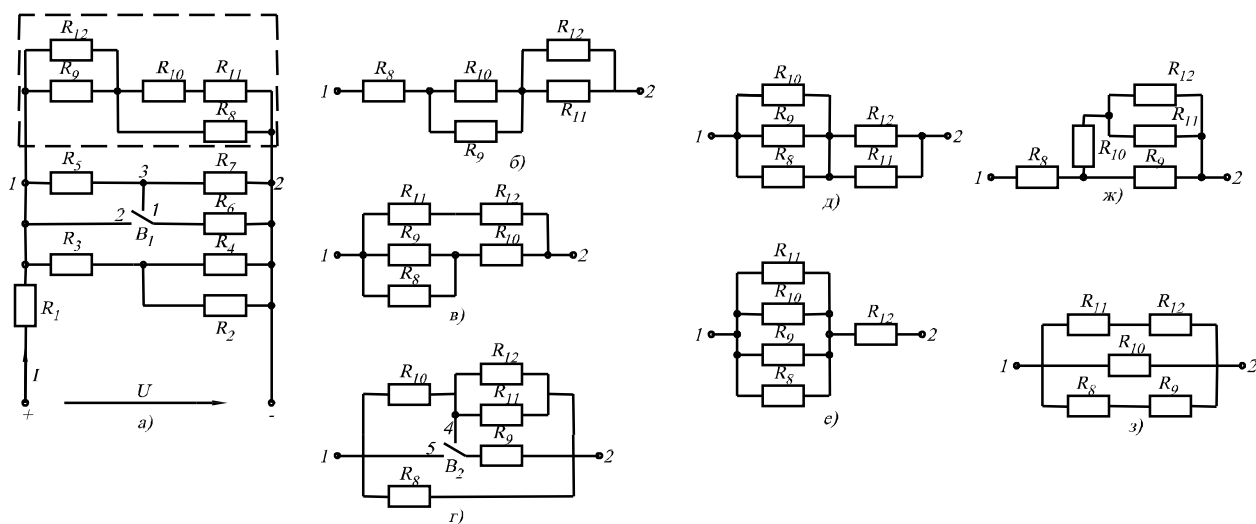 R12
R9
R10
R11
R8
R5
3
R7
1
2
2
1
B1
R6
R3
R4
R1
R2
I
U
+
-
а)
R12
R8
R10
1
2
R11
R9
б)
R11
R12
R9
R10
1
2
R8
в)
R12
R10
R11
4
R9
1
5
B2
2
R8
г)
R10
R9
R12
1
2
R8
R11
д)
R11
R10
R12
1
2
R9
R8
е)
R12
R11
R10
R8
R9
1
2
ж)
R11
R12
R10
1
2
R8
R9
з)